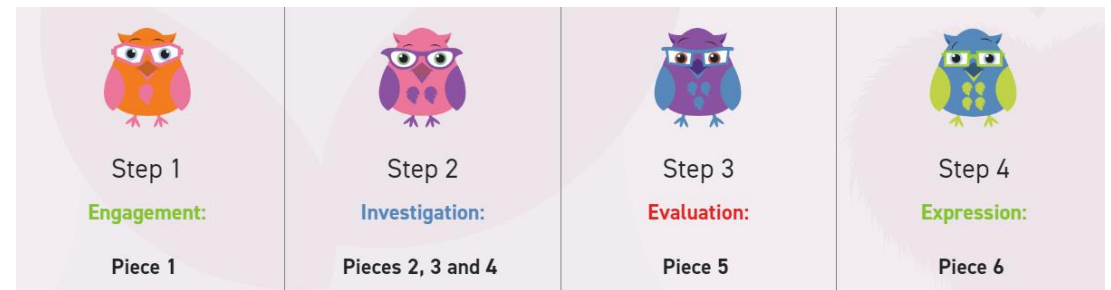 Step 1
Engagement:
Piece 1
Step 2
Investigation:
Pieces 2, 3 and 4
Step 3
Evaluation:
Piece 5
Step 4
Expression:
Piece 6